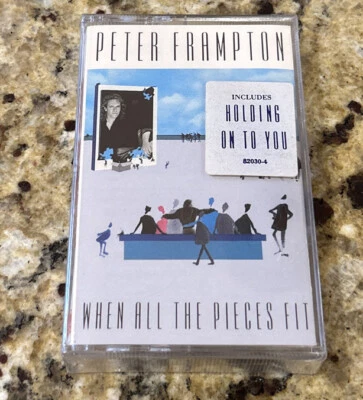 PETER FRAMPTON
INCLUDES
HOLDING
ON TO YOU
82030-4
WHEN ALL THE PIECES FIT